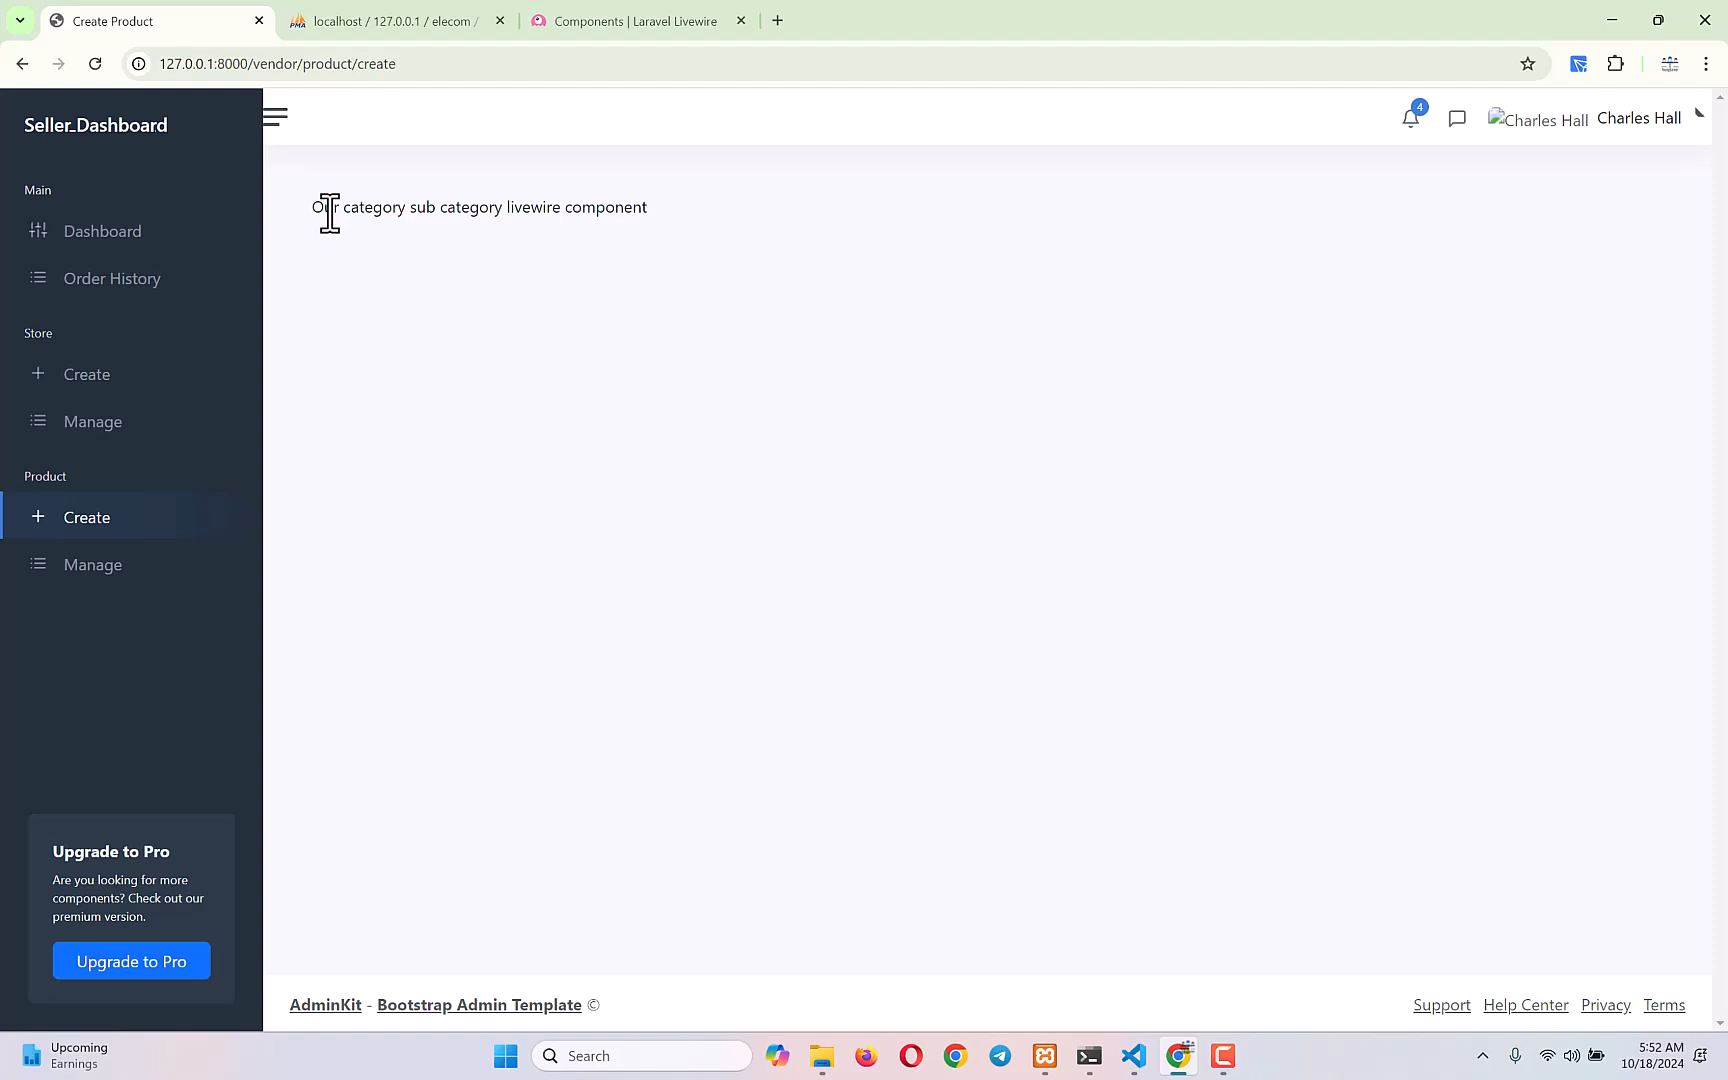 Create Product
localhost / 127.0.0.1 / elecom /
Components | Laravel Livewire
127.0.0.1:8000/vendor/product/create
Seller_Dashboard
4
Charles Hall
Charles Hall
Main
Our category sub category livewire component
Dashboard
Order History
Store
Create
Manage
Product
Create
Manage
Upgrade to Pro
Are you looking for more
components? Check out our
premium version.
Upgrade to Pro
AdminKit - Bootstrap Admin Template ©
Support Help Center Privacy Terms
Upcoming
Earnings
Search
5:52 AM
10/18/2024